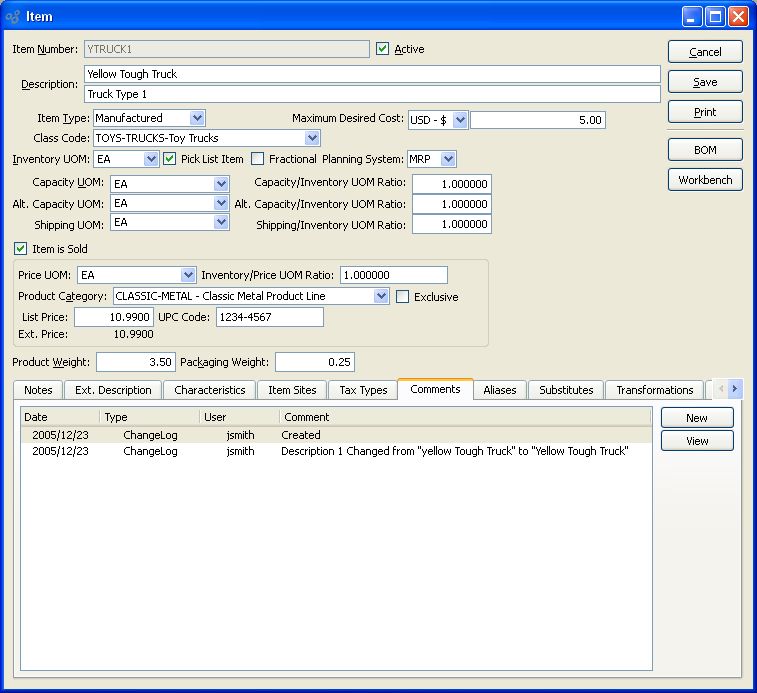 Item
Item Number: YTRUCK1 Active
Cancel
Description: Yellow Tough Truck
Truck Type 1
Save
Print
Item Type: Manufactured Maximum Desired Cost: USD - $ 5.00
Class Code: TOYS-TRUCKS-Toy Trucks
BOM
Inventory UOM: EA Pick List Item Fractional Planning System: MRP
Workbench
Capacity UOM: EA Capacity/Inventory UOM Ratio: 1.000000
Alt. Capacity UOM: EA Alt. Capacity/Inventory UOM Ratio: 1.000000
Shipping UOM: EA Shipping/Inventory UOM Ratio: 1.000000
Item is Sold
Price UOM: EA Inventory/Price UOM Ratio: 1.000000
Product Category: CLASSIC-METAL - Classic Metal Product Line Exclusive
List Price: 10.9900 UPC Code: 1234-4567
Ext. Price: 10.9900
Product Weight: 3.50 Packaging Weight: 0.25
Notes Ext. Description Characteristics Item Sites Tax Types Comments Aliases Substitutes Transformations
Date Type User Comment
New
2005/12/23 ChangeLog jsmith Created
View
2005/12/23 ChangeLog jsmith Description 1 Changed from "yellow Tough Truck" to "Yellow Tough Truck"